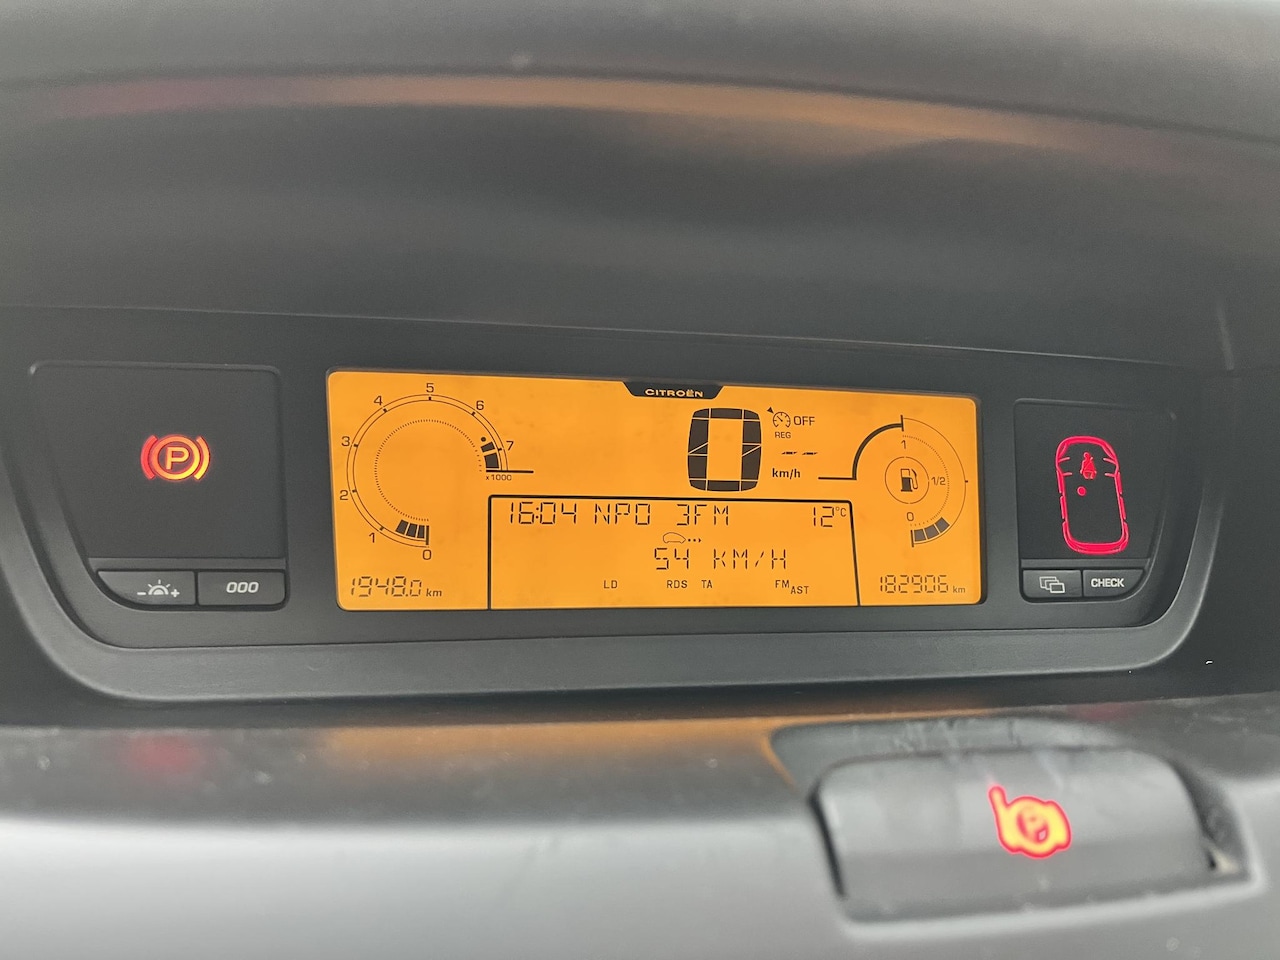 CITROËN
1 2 3 4 5 6 7
x1000
0
0
OFF
REG
-- --
km/h
1
1/2
0
16:04 NPO 3FM 12°C
54 KM/H
LD RDS TA FM AST
1948.0 km
182906 km
P
000
CHECK
P